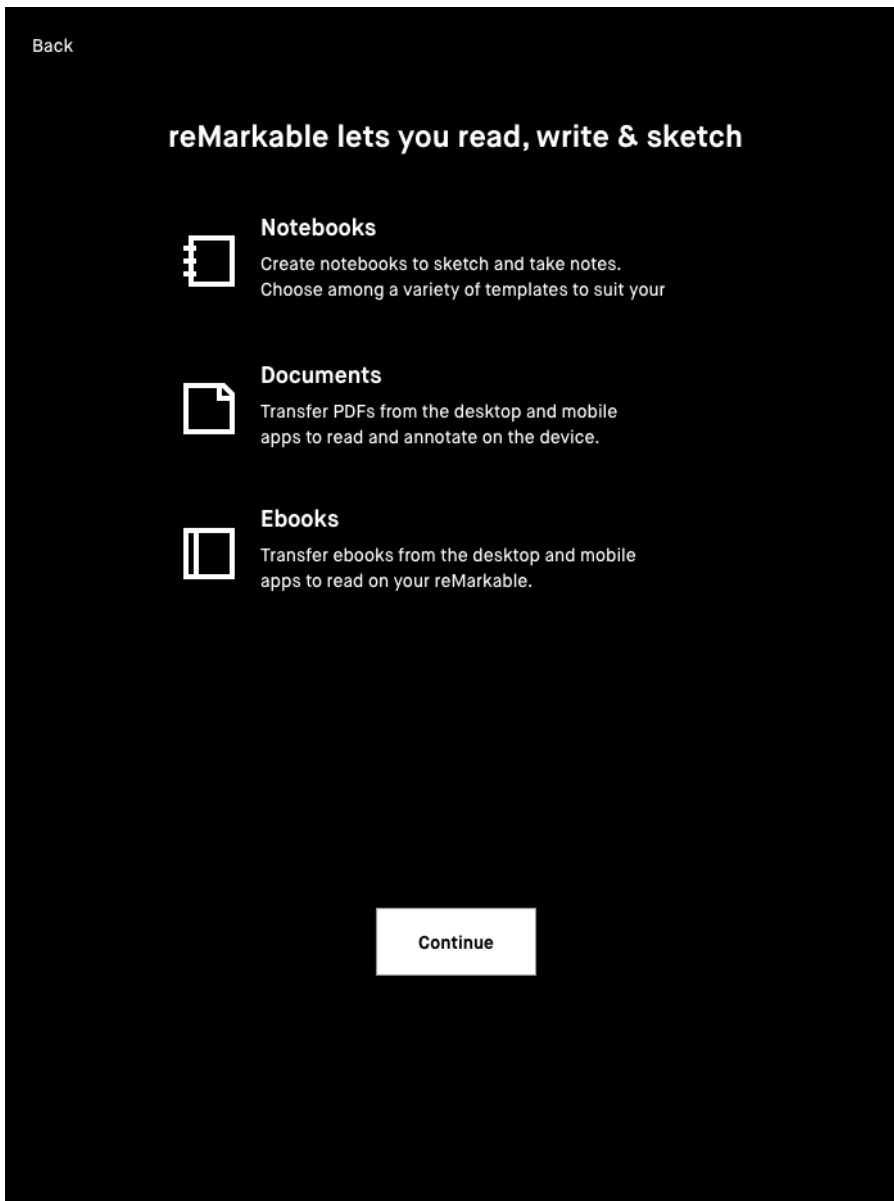 Back
reMarkable lets you read, write & sketch
Notebooks
Create notebooks to sketch and take notes.
Choose among a variety of templates to suit your
Documents
Transfer PDFs from the desktop and mobile
apps to read and annotate on the device.
Ebooks
Transfer ebooks from the desktop and mobile
apps to read on your reMarkable.
Continue